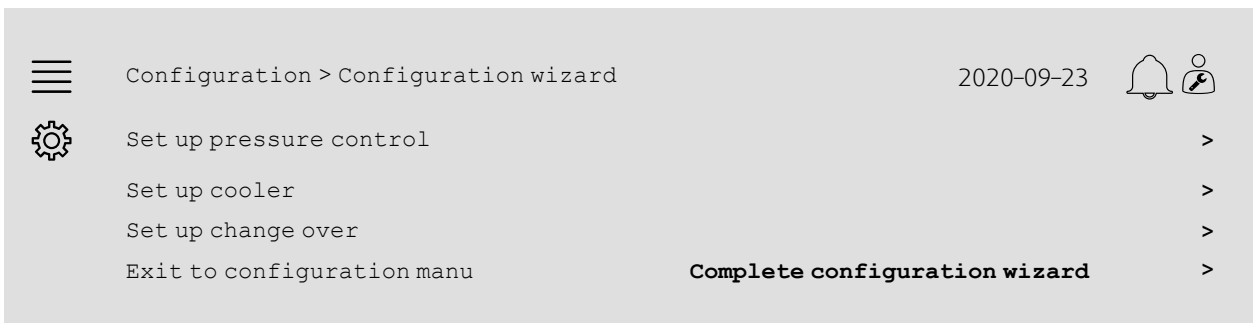 Configuration > Configuration wizard 2020-09-23
Set up pressure control >
Set up cooler >
Set up change over >
Exit to configuration manu Complete configuration wizard >